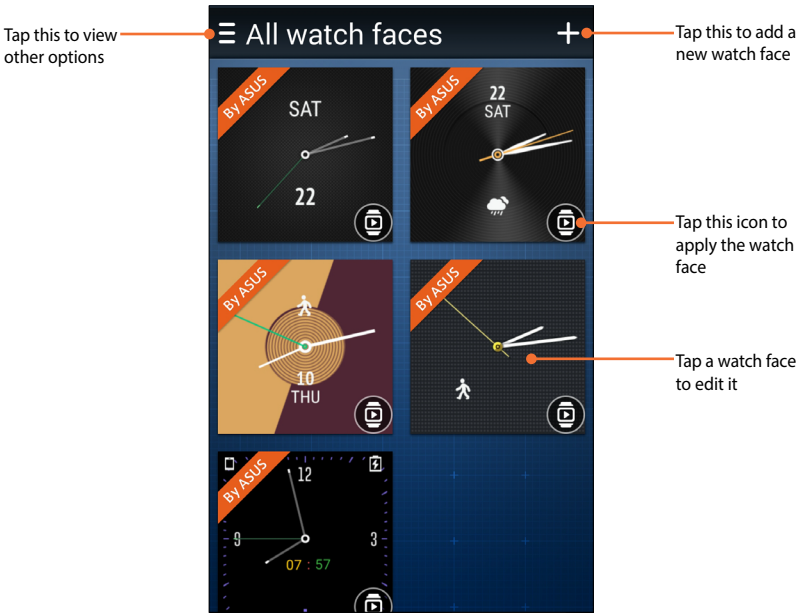 Tap this to view
other options
All watch faces
Tap this to add a
new watch face
By ASUS
SAT
22
By ASUS
22
SAT
Tap this icon to
apply the watch
face
By ASUS
10
THU
By ASUS
Tap a watch face
to edit it
By ASUS
12
9
3
07 : 57